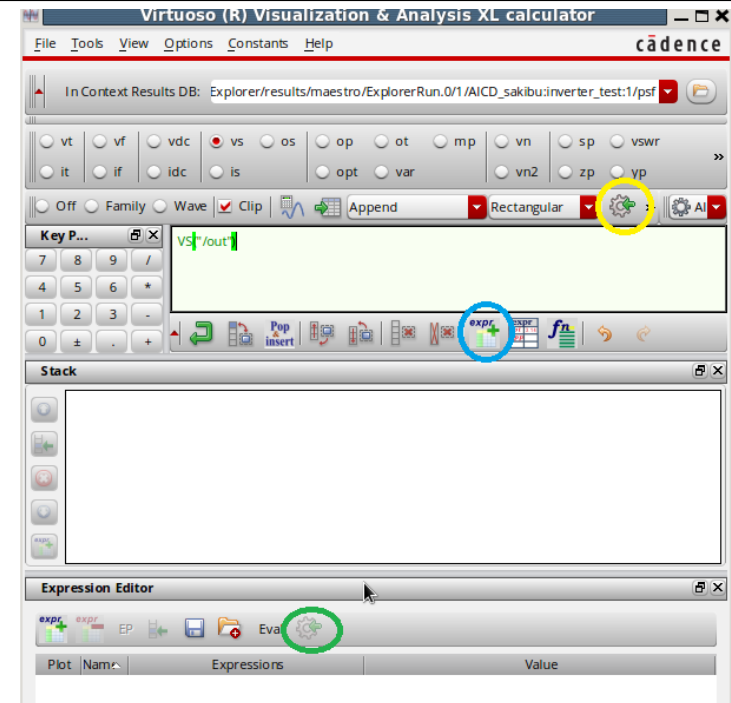 Virtuoso (R) Visualization & Analysis XL calculator
File Tools View Options Constants Help cādence
In Context Results DB: Explorer/results/maestro/ExplorerRun.0/1/AICD_sakibu:inverter_test:1/psf
vt vf vdc vs os op ot mp vn sp vswr »
it if idc is opt var vn2 zp yp
Off Family Wave Clip Append Rectangular
Key P...
VS("/out")
7 8 9 /
4 5 6 *
1 2 3 -
0 ± . +
Pop & insert expr expr fn
Stack
expr
Expression Editor
expr expr EP Eva
Plot Name Expressions Value